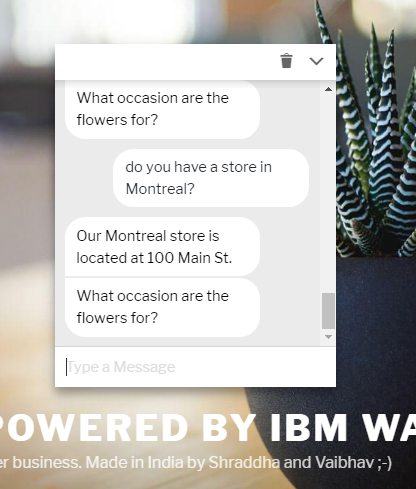 What occasion are the
flowers for?
do you have a store in
Montreal?
Our Montreal store is
located at 100 Main St.
What occasion are the
flowers for?
Type a Message
POWERED BY IBM WA
er business. Made in India by Shraddha and Vaibhav ;-)